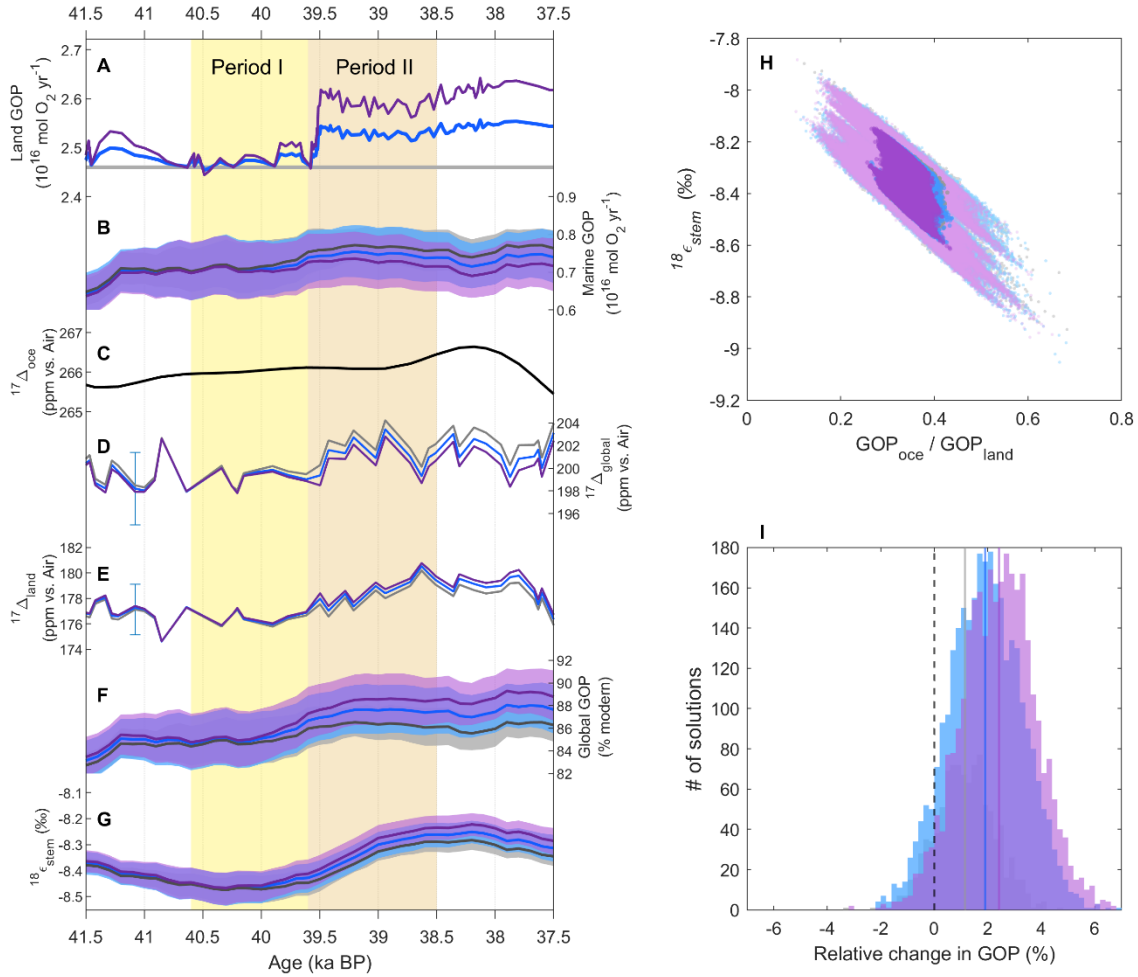 41.5 41 40.5 40 39.5 39 38.5 38 37.5
A
Period I
Period II
2.7
2.6
2.5
2.4
Land GOP
(10¹⁶ mol O₂ yr⁻¹)
B
0.9
0.8
0.7
0.6
Marine GOP
(10¹⁶ mol O₂ yr⁻¹)
C
267
266
265
¹⁷Δoce
(ppm vs. Air)
D
204
202
200
198
196
¹⁷Δglobal
(ppm vs. Air)
E
182
180
178
176
174
¹⁷Δland
(ppm vs. Air)
F
92
90
88
86
84
82
Global GOP
(% modern)
G
-8.1
-8.2
-8.3
-8.4
-8.5
¹⁸ϵstem (‰)
41.5 41 40.5 40 39.5 39 38.5 38 37.5
Age (ka BP)
H
-7.8
-8
-8.2
-8.4
-8.6
-8.8
-9
-9.2
¹⁸ϵstem (‰)
0 0.2 0.4 0.6 0.8
GOPoce / GOPland
I
180
160
140
120
100
80
60
40
20
0
# of solutions
-6 -4 -2 0 2 4 6
Relative change in GOP (%)